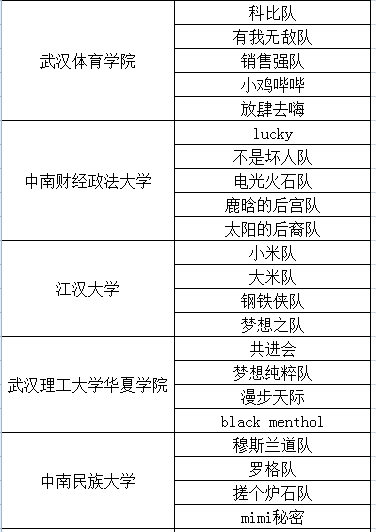 武汉体育学院
科比队
有我无敌队
销售强队
小鸡哔哔
放肆去嗨
中南财经政法大学
lucky
不是坏人队
电光火石队
鹿晗的后宫队
太阳的后裔队
江汉大学
小米队
大米队
钢铁侠队
梦想之队
武汉理工大学华夏学院
共进会
梦想纯粹队
漫步天际
black menthol
中南民族大学
穆斯兰道队
罗格队
搓个炉石队
mimi秘密